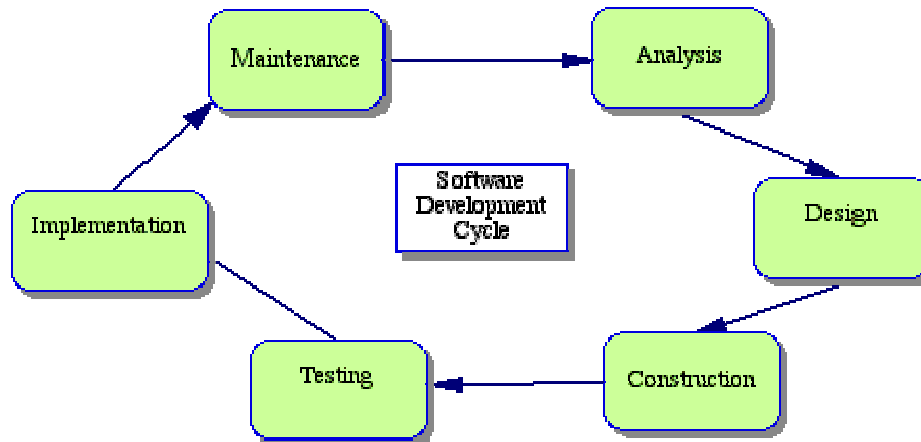 Maintenance
Analysis
Software
Development
Cycle
Implementation
Design
Testing
Construction